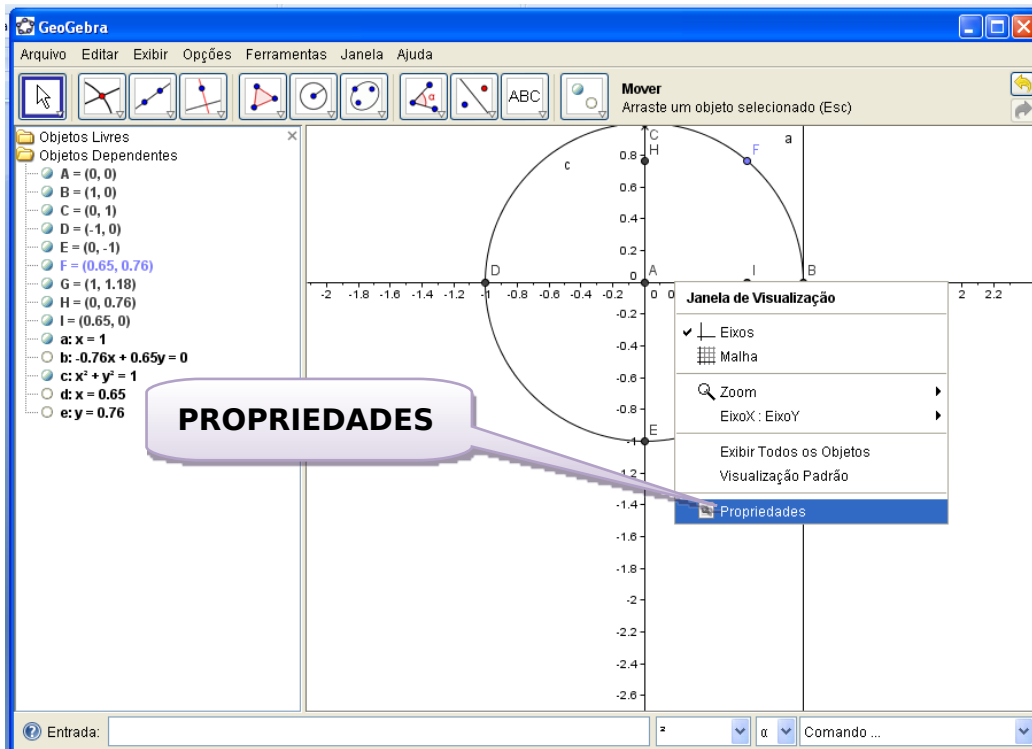 GeoGebra
Arquivo Editar Exibir Opções Ferramentas Janela Ajuda
ABC
Mover
Arraste um objeto selecionado (Esc)
Objetos Livres
Objetos Dependentes
A = (0, 0)
B = (1, 0)
C = (0, 1)
D = (-1, 0)
E = (0, -1)
F = (0.65, 0.76)
G = (1, 1.18)
H = (0, 0.76)
I = (0.65, 0)
a: x = 1
b: -0.76x + 0.65y = 0
c: x² + y² = 1
d: x = 0.65
e: y = 0.76
PROPRIEDADES
C a
H F
0.8
c
0.6
0.4
0.2
D 0 A I B
-2 -1.8 -1.6 -1.4 -1.2 -1 -0.8 -0.6 -0.4 -0.2 0 2 2.2
-0.2
-0.4
-0.6
-0.8
E
-1
-1.2
-1.4
-1.6
-1.8
-2
-2.2
-2.4
-2.6
Janela de Visualização
Eixos
Malha
Zoom
EixoX : EixoY
Exibir Todos os Objetos
Visualização Padrão
Propriedades
Entrada: ² α Comando ...